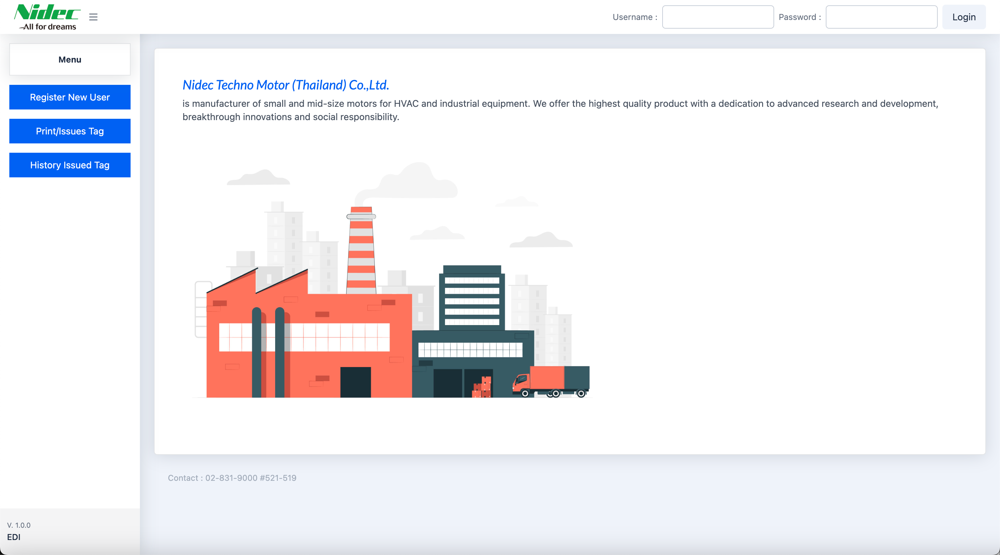 Nidec
All for dreams
Username :
Password :
Login
Menu
Register New User
Print/Issues Tag
History Issued Tag
Nidec Techno Motor (Thailand) Co.,Ltd.
is manufacturer of small and mid-size motors for HVAC and industrial equipment. We offer the highest quality product with a dedication to advanced research and development,
breakthrough innovations and social responsibility.
Contact : 02-831-9000 #521-519
V. 1.0.0
EDI